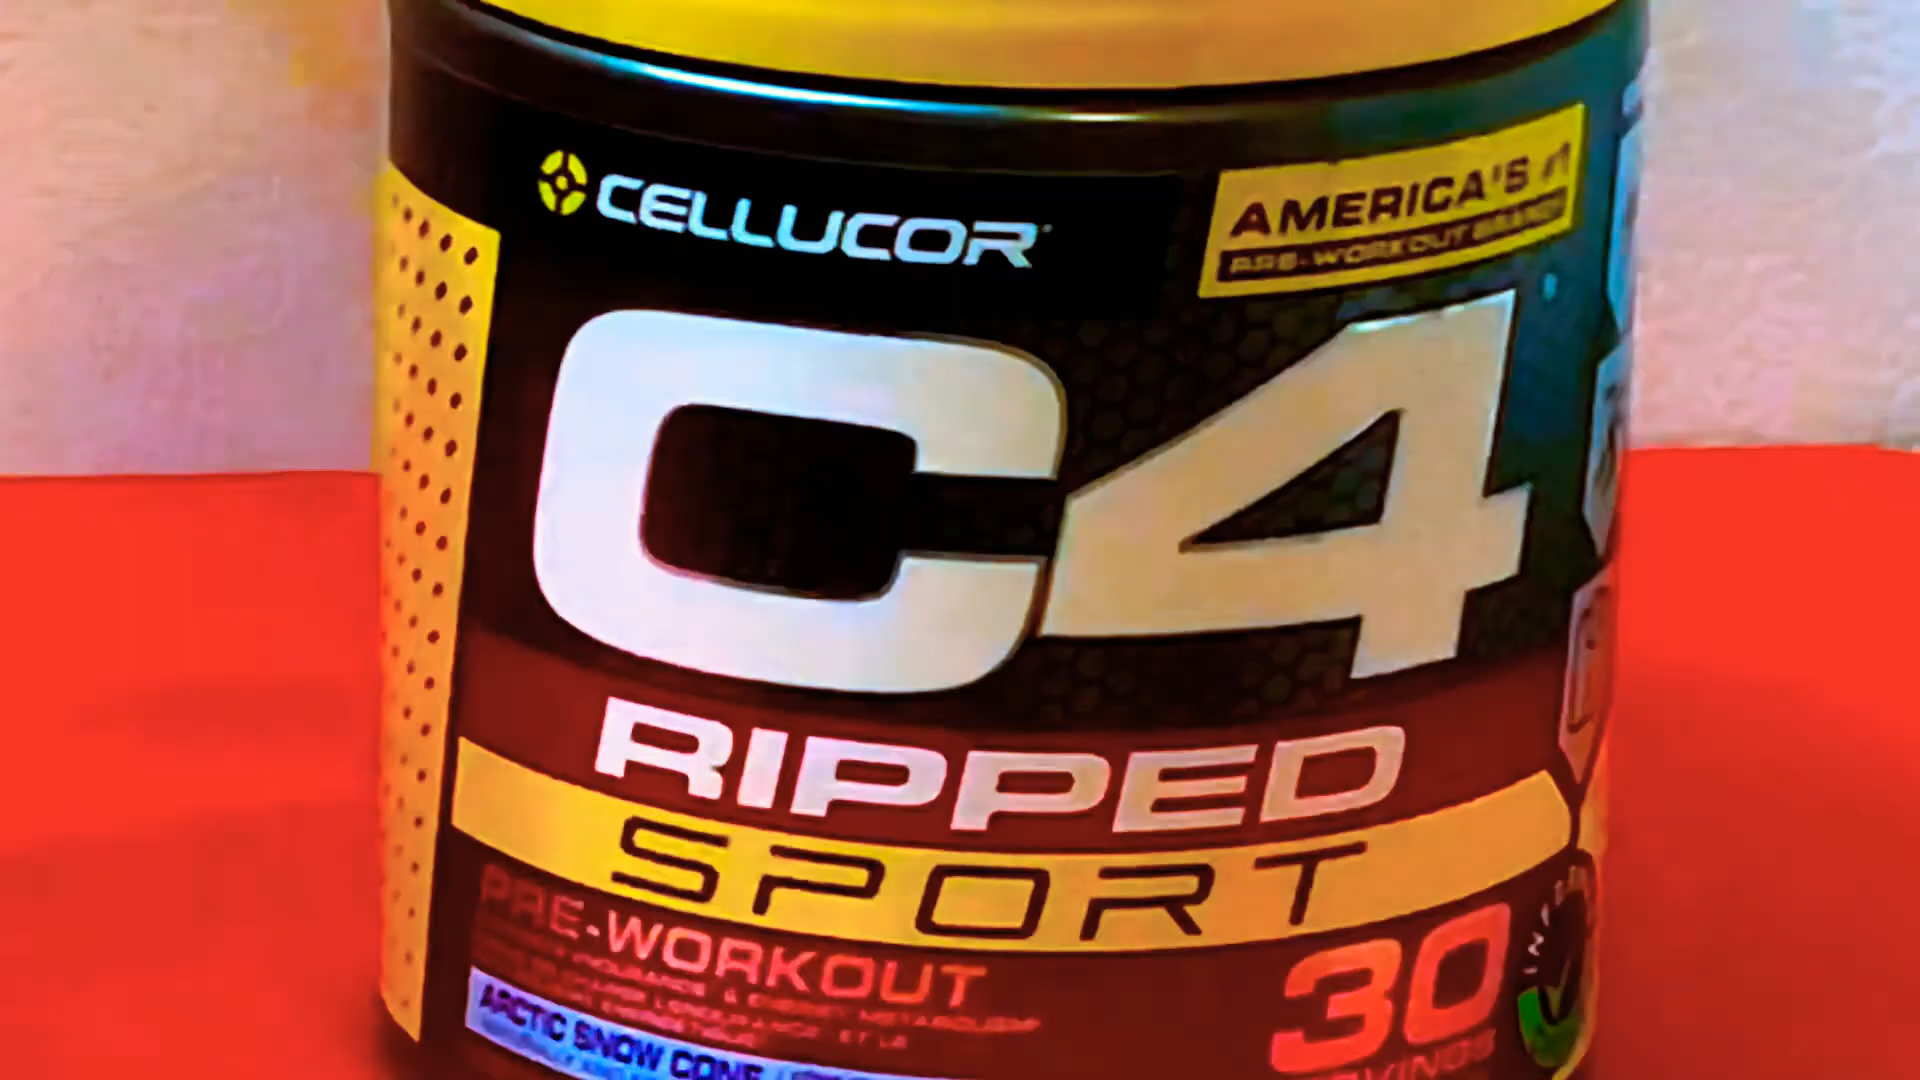 CELLUCOR
AMERICA'S #1
PRE-WORKOUT BRAND
C4
RIPPED
SPORT
PRE-WORKOUT
30
ARCTIC SNOW CONE